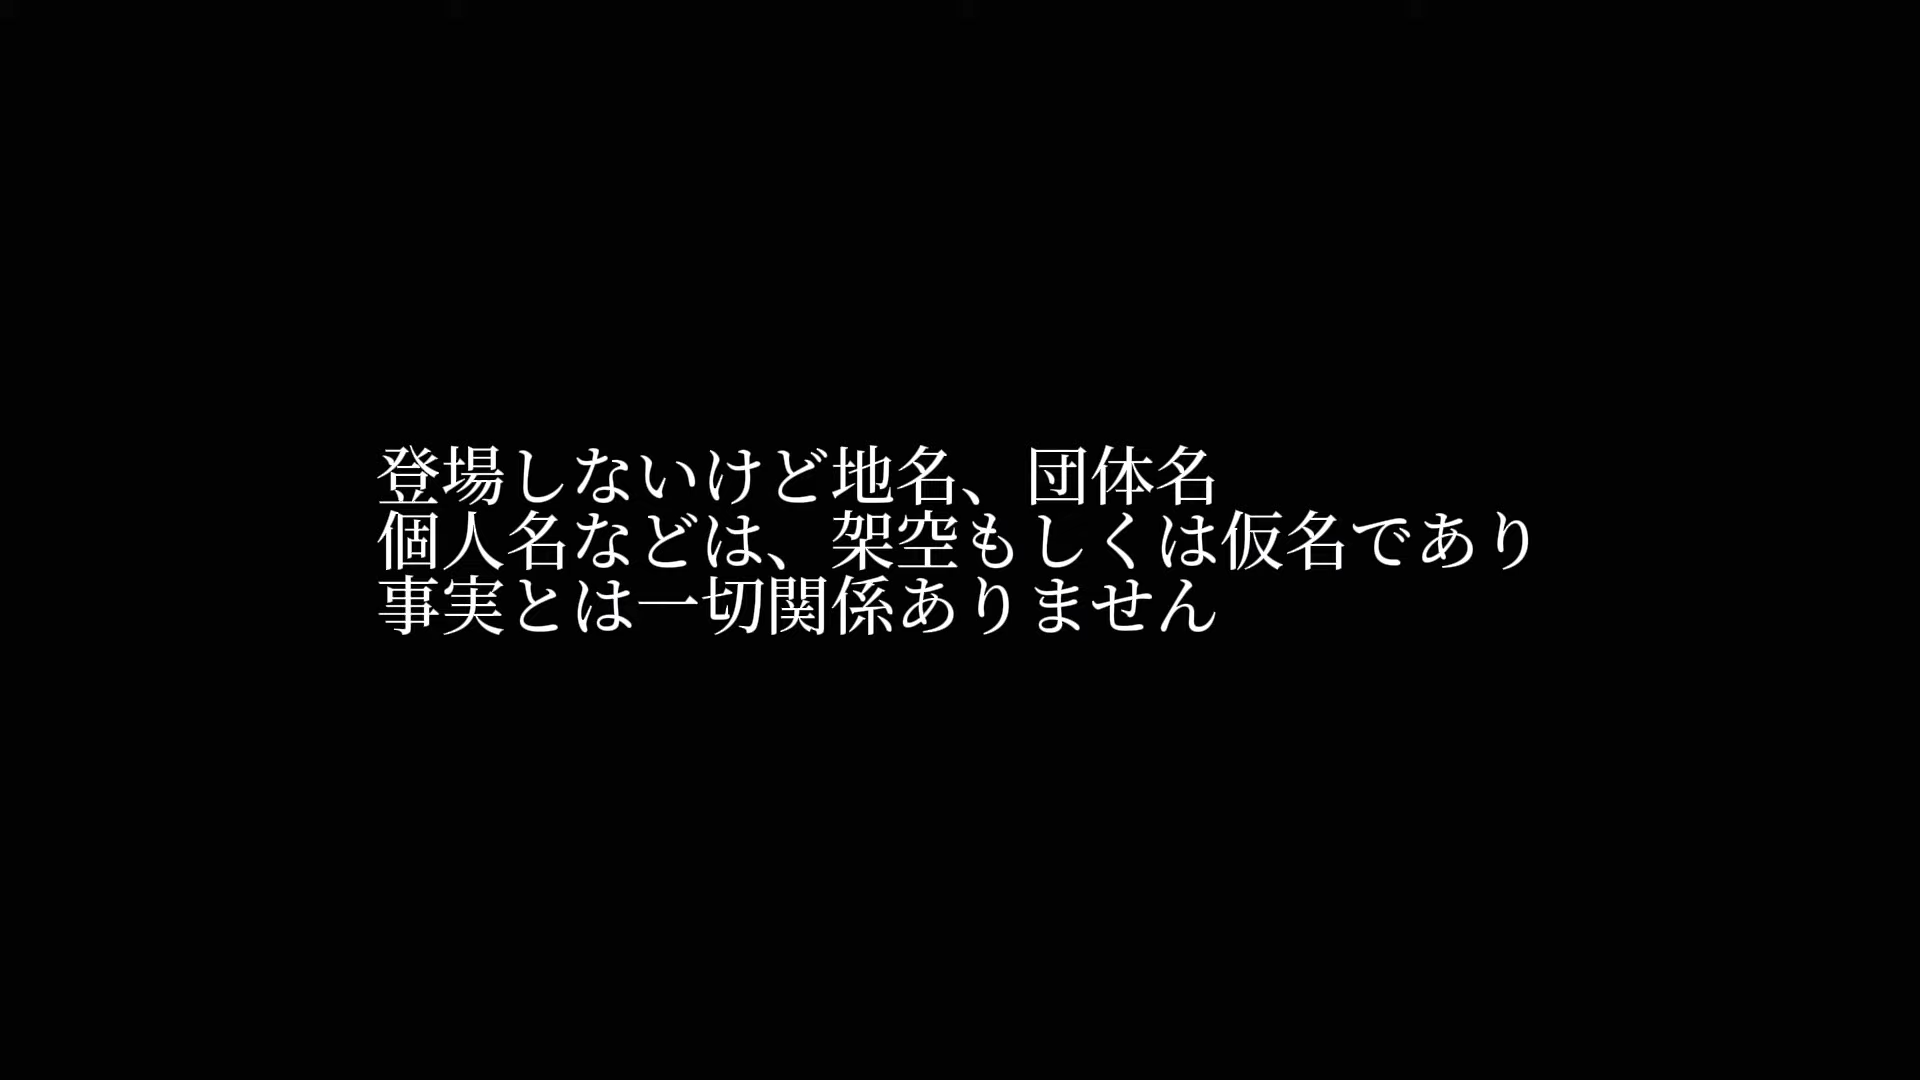 登場しないけど地名、団体名
個人名などは、架空もしくは仮名であり
事実とは一切関係ありません